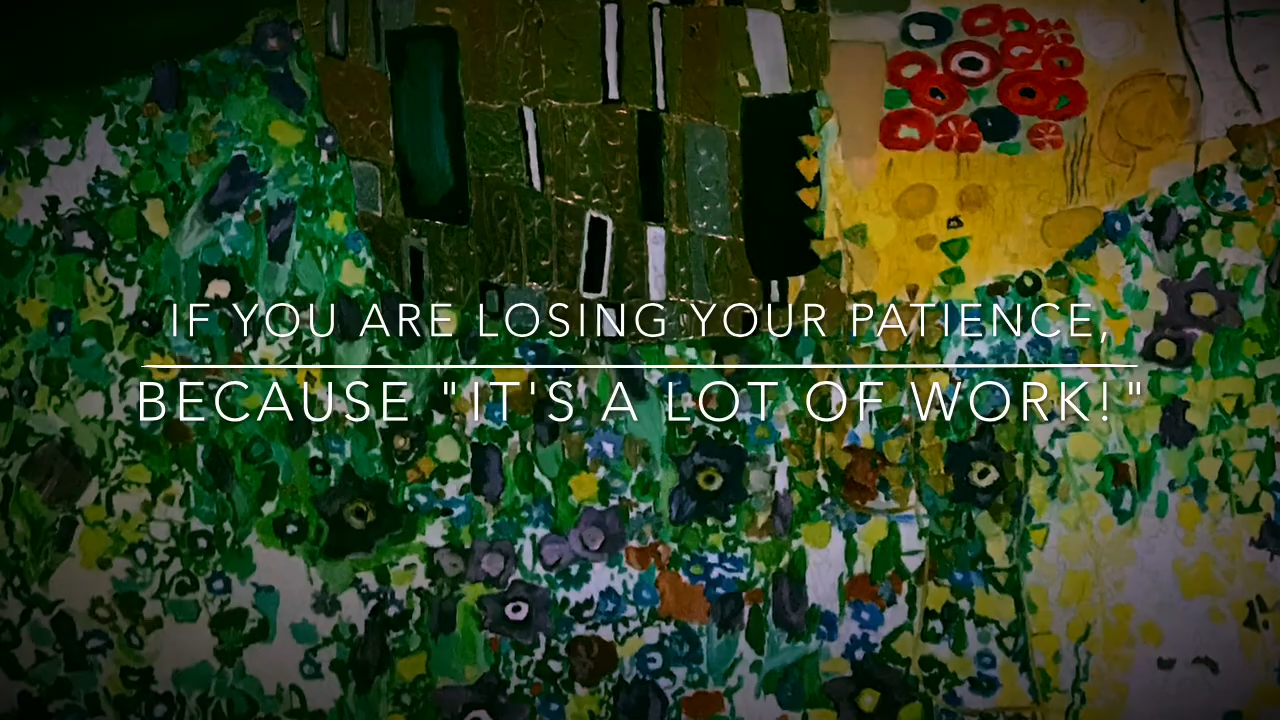 IF YOU ARE LOSING YOUR PATIENCE,
BECAUSE "IT'S A LOT OF WORK!"